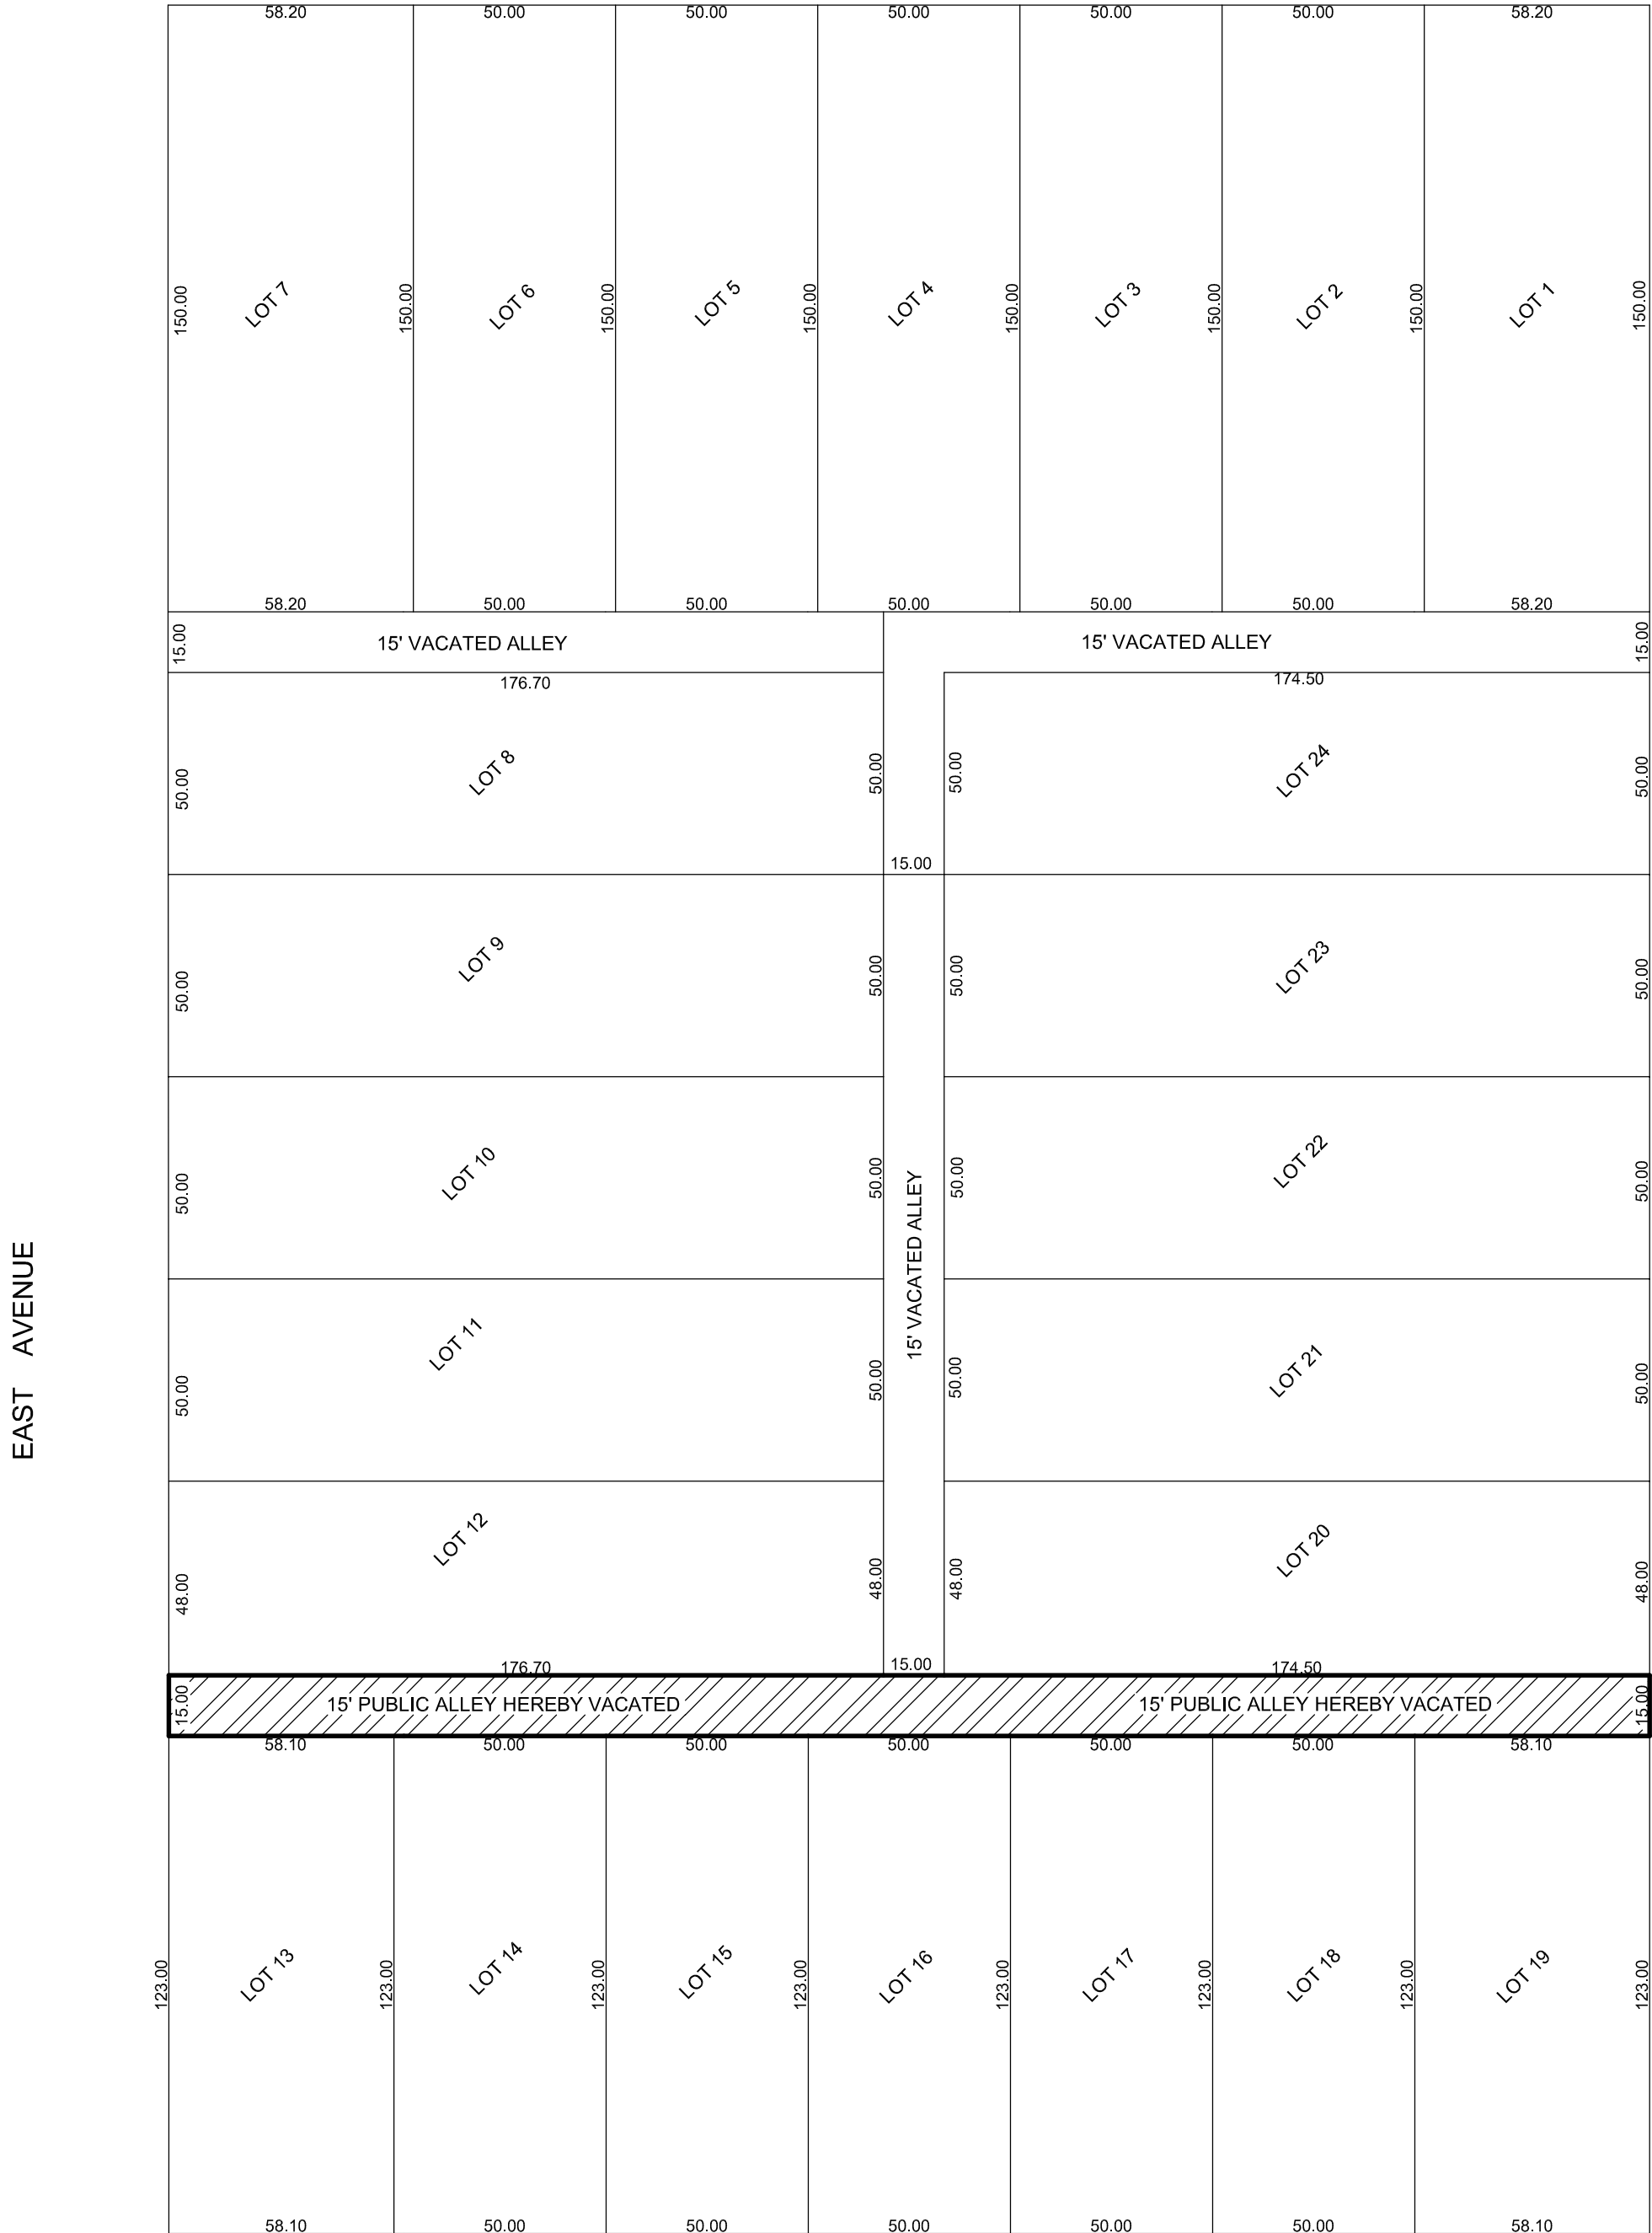 58.20 50.00 50.00 50.00 50.00 50.00 58.20
150.00 LOT 7 150.00 LOT 6 150.00 LOT 5 150.00 LOT 4 150.00 LOT 3 150.00 LOT 2 150.00 LOT 1 150.00
58.20 50.00 50.00 50.00 50.00 50.00 58.20
15.00 15' VACATED ALLEY 15' VACATED ALLEY 15.00
176.70 174.50
50.00 LOT 8 50.00 50.00 LOT 24 50.00
15.00
50.00 LOT 9 50.00 50.00 LOT 23 50.00
50.00 LOT 10 50.00 50.00 LOT 22 50.00
15' VACATED ALLEY
EAST AVENUE
50.00 LOT 11 50.00 50.00 LOT 21 50.00
48.00 LOT 12 48.00 48.00 LOT 20 48.00
176.70 15.00 174.50
15.00 15' PUBLIC ALLEY HEREBY VACATED 15' PUBLIC ALLEY HEREBY VACATED 15.00
58.10 50.00 50.00 50.00 50.00 50.00 58.10
123.00 LOT 13 123.00 LOT 14 123.00 LOT 15 123.00 LOT 16 123.00 LOT 17 123.00 LOT 18 123.00 LOT 19 123.00
58.10 50.00 50.00 50.00 50.00 50.00 58.10